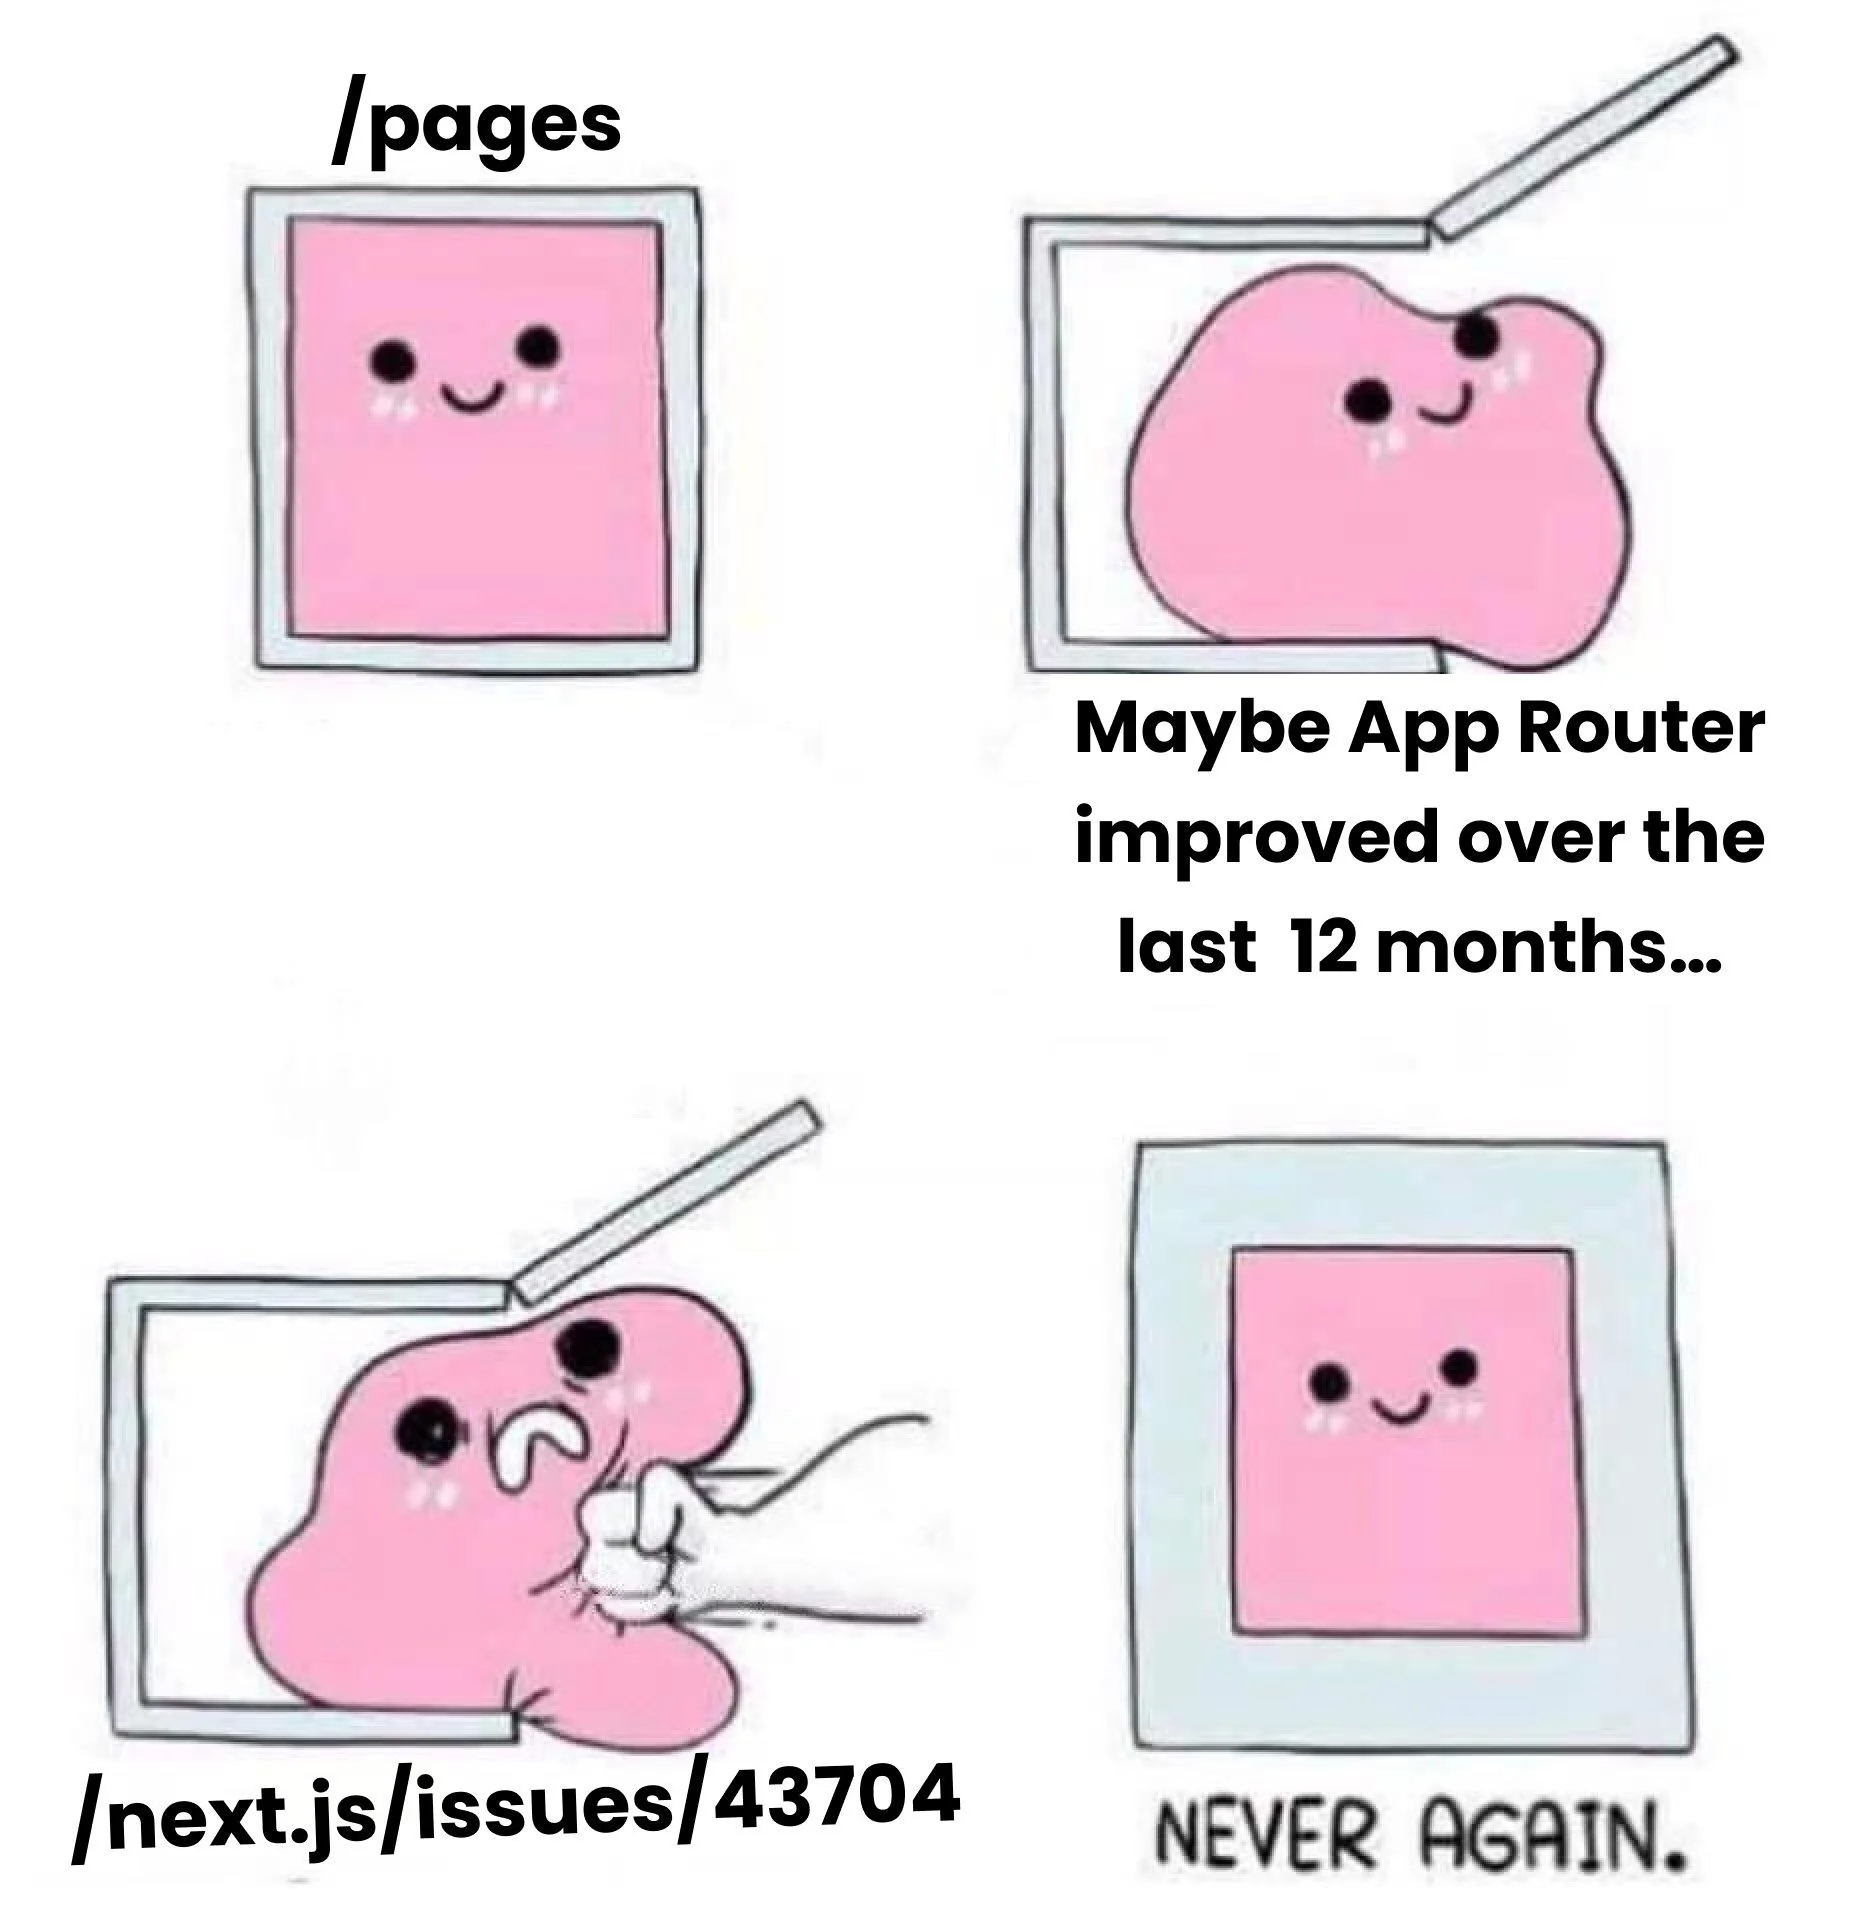 /pages
Maybe App Router
improved over the
last 12 months...
/next.js/issues/43704
NEVER AGAIN.